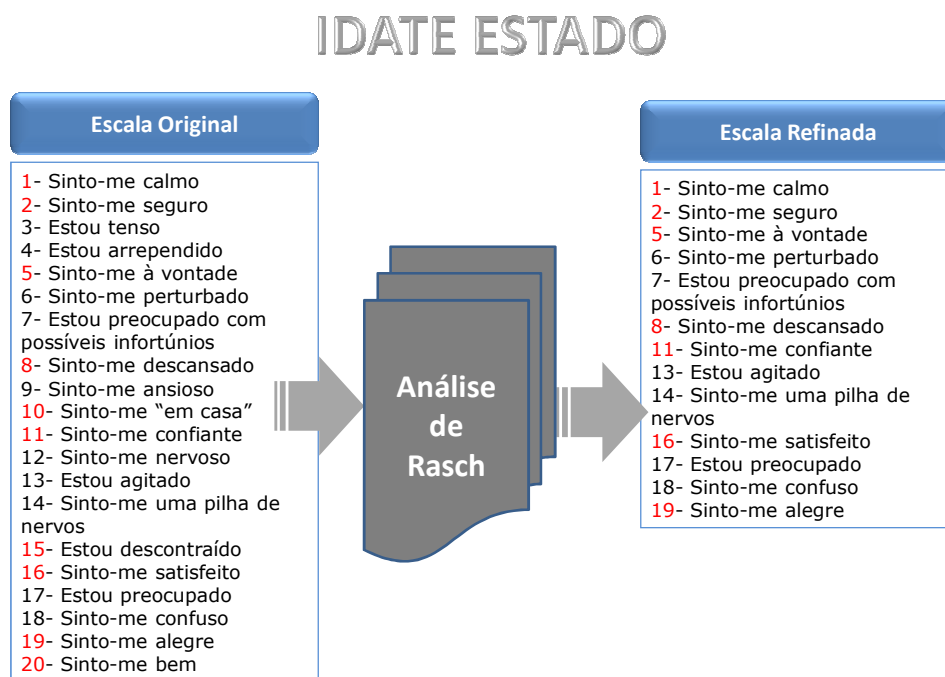 IDATE ESTADO
Escala Original
1- Sinto-me calmo
2- Sinto-me seguro
3- Estou tenso
4- Estou arrependido
5- Sinto-me à vontade
6- Sinto-me perturbado
7- Estou preocupado com
possíveis infortúnios
8- Sinto-me descansado
9- Sinto-me ansioso
10- Sinto-me “em casa”
11- Sinto-me confiante
12- Sinto-me nervoso
13- Estou agitado
14- Sinto-me uma pilha de
nervos
15- Estou descontraído
16- Sinto-me satisfeito
17- Estou preocupado
18- Sinto-me confuso
19- Sinto-me alegre
20- Sinto-me bem
Análise
de
Rasch
Escala Refinada
1- Sinto-me calmo
2- Sinto-me seguro
5- Sinto-me à vontade
6- Sinto-me perturbado
7- Estou preocupado com
possíveis infortúnios
8- Sinto-me descansado
11- Sinto-me confiante
13- Estou agitado
14- Sinto-me uma pilha de
nervos
16- Sinto-me satisfeito
17- Estou preocupado
18- Sinto-me confuso
19- Sinto-me alegre